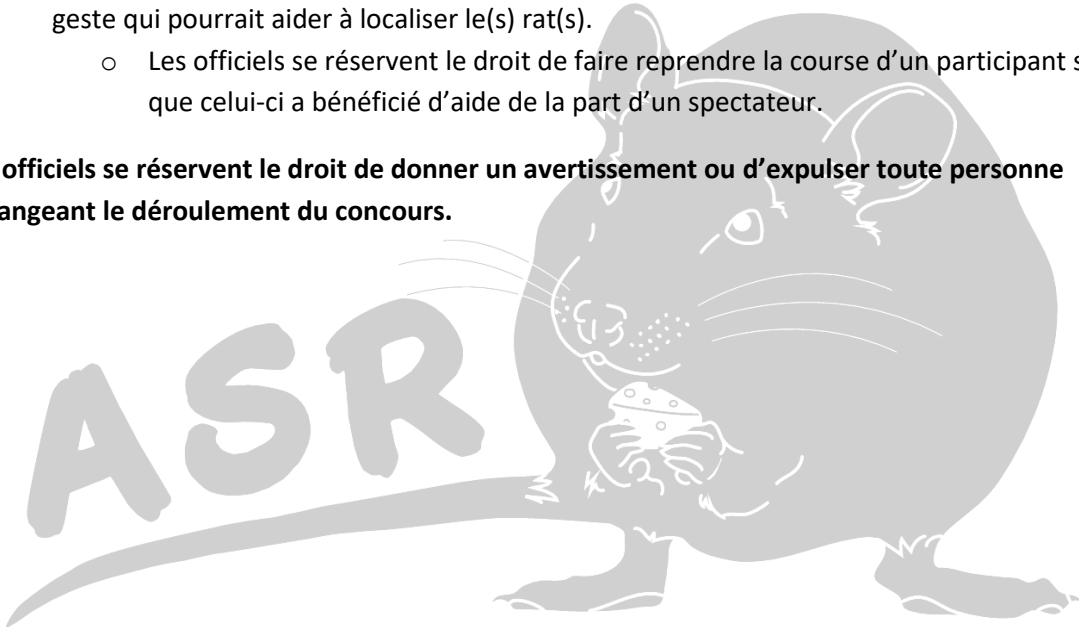 geste qui pourrait aider à localiser le(s) rat(s).
o Les officiels se réservent le droit de faire reprendre la course d’un participant s
que celui-ci a bénéficié d’aide de la part d’un spectateur.
officiels se réservent le droit de donner un avertissement ou d’expulser toute personne
angeant le déroulement du concours.
ASR